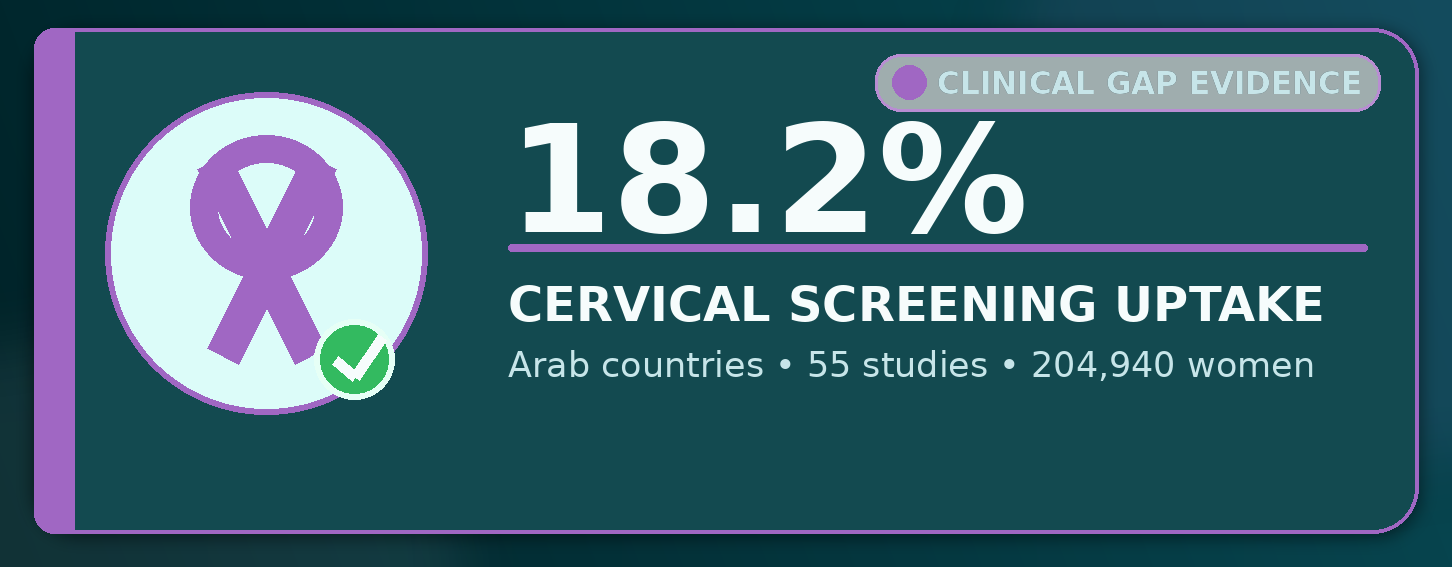 CLINICAL GAP EVIDENCE
18.2%
CERVICAL SCREENING UPTAKE
Arab countries • 55 studies • 204,940 women